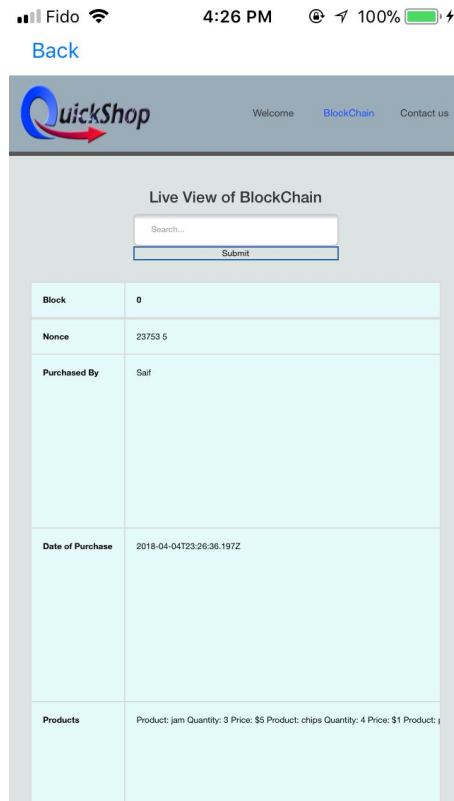 Fido 4:26 PM 100%
Back
QuickShop
Welcome BlockChain Contact us
Live View of BlockChain
Search...
Submit
Block 0
Nonce 23753 5
Purchased By Saif
Date of Purchase 2018-04-04T23:26:36.197Z
Products Product: jam Quantity: 3 Price: $5 Product: chips Quantity: 4 Price: $1 Product: